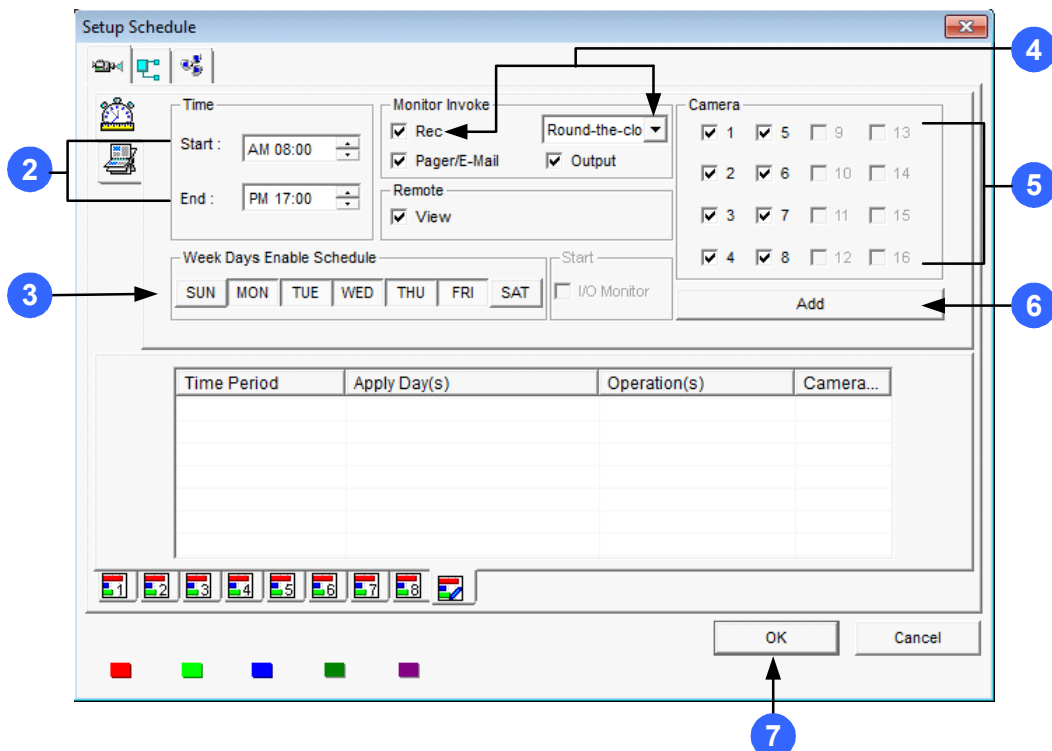 Setup Schedule
4
Time
Monitor Invoke
Camera
Start :
AM 08:00
Rec
Round-the-clo
1
5
9
13
2
Pager/E-Mail
Output
2
6
10
14
5
End :
PM 17:00
Remote
View
3
7
11
15
Week Days Enable Schedule
Start
4
8
12
16
3
SUN
MON
TUE
WED
THU
FRI
SAT
I/O Monitor
Add
6
Time Period
Apply Day(s)
Operation(s)
Camera...
1
2
3
4
5
6
7
8
OK
Cancel
7